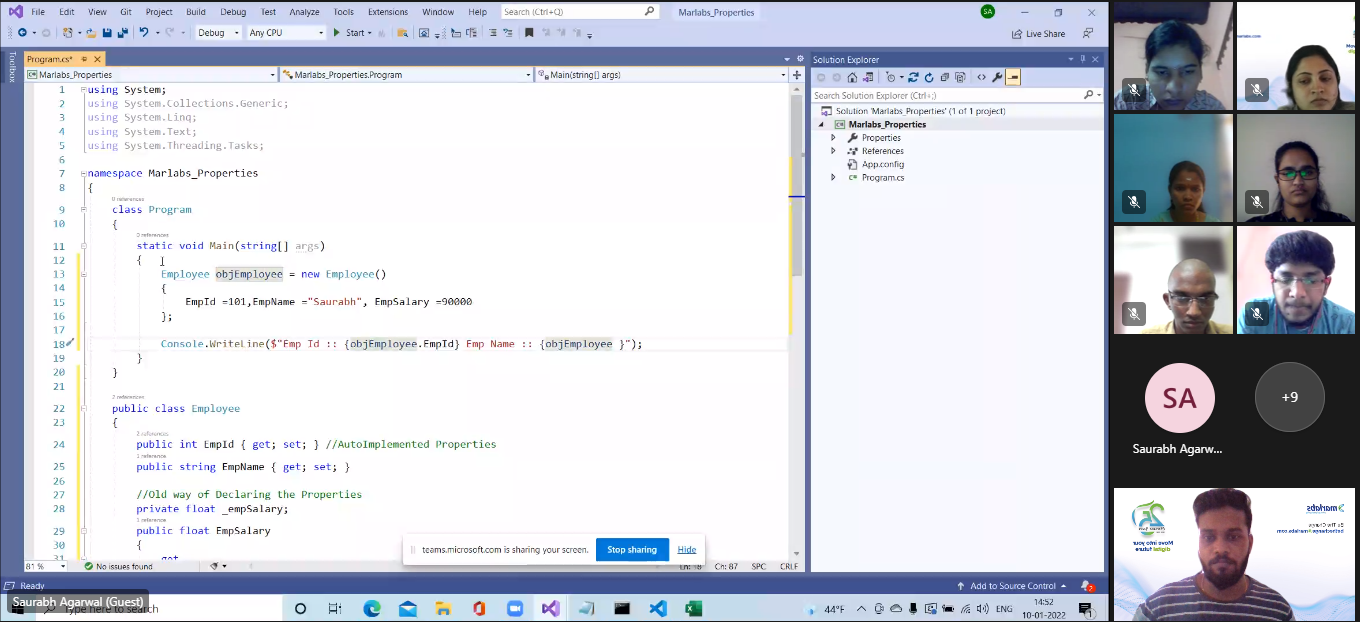 File Edit View Git Project Build Debug Test Analyze Tools Extensions Window Help Search (Ctrl+Q) Marlabs_Properties SA
Debug Any CPU Start Live Share
Toolbox
Program.cs*
Marlabs_Properties Marlabs_Properties.Program Main(string[] args)
1 using System;
2 using System.Collections.Generic;
3 using System.Linq;
4 using System.Text;
5 using System.Threading.Tasks;
6
7 namespace Marlabs_Properties
8 {
0 references
9 class Program
10 {
0 references
11 static void Main(string[] args)
12 {
13 Employee objEmployee = new Employee()
14 {
15 EmpId =101,EmpName ="Saurabh", EmpSalary =90000
16 };
17
18 Console.WriteLine($"Emp Id :: {objEmployee.EmpId} Emp Name :: {objEmployee }");
19 }
20 }
21
2 references
22 public class Employee
23 {
2 references
24 public int EmpId { get; set; } //AutoImplemented Properties
1 reference
25 public string EmpName { get; set; }
26
27 //Old way of Declaring the Properties
28 private float _empSalary;
1 reference
29 public float EmpSalary
30 {
31 get
81 % No issues found Ln: 18 Ch: 87 SPC CRLF
Solution Explorer
Search Solution Explorer (Ctrl+;)
Solution 'Marlabs_Properties' (1 of 1 project)
Marlabs_Properties
Properties
References
App.config
Program.cs
teams.microsoft.com is sharing your screen. Stop sharing Hide
Ready Add to Source Control 2
Saurabh Agarwal (Guest)
Type here to search
44°F ENG 14:52
10-01-2022 1
SA
+9
Saurabh Agarw...
marlabs
Move into your
digital future